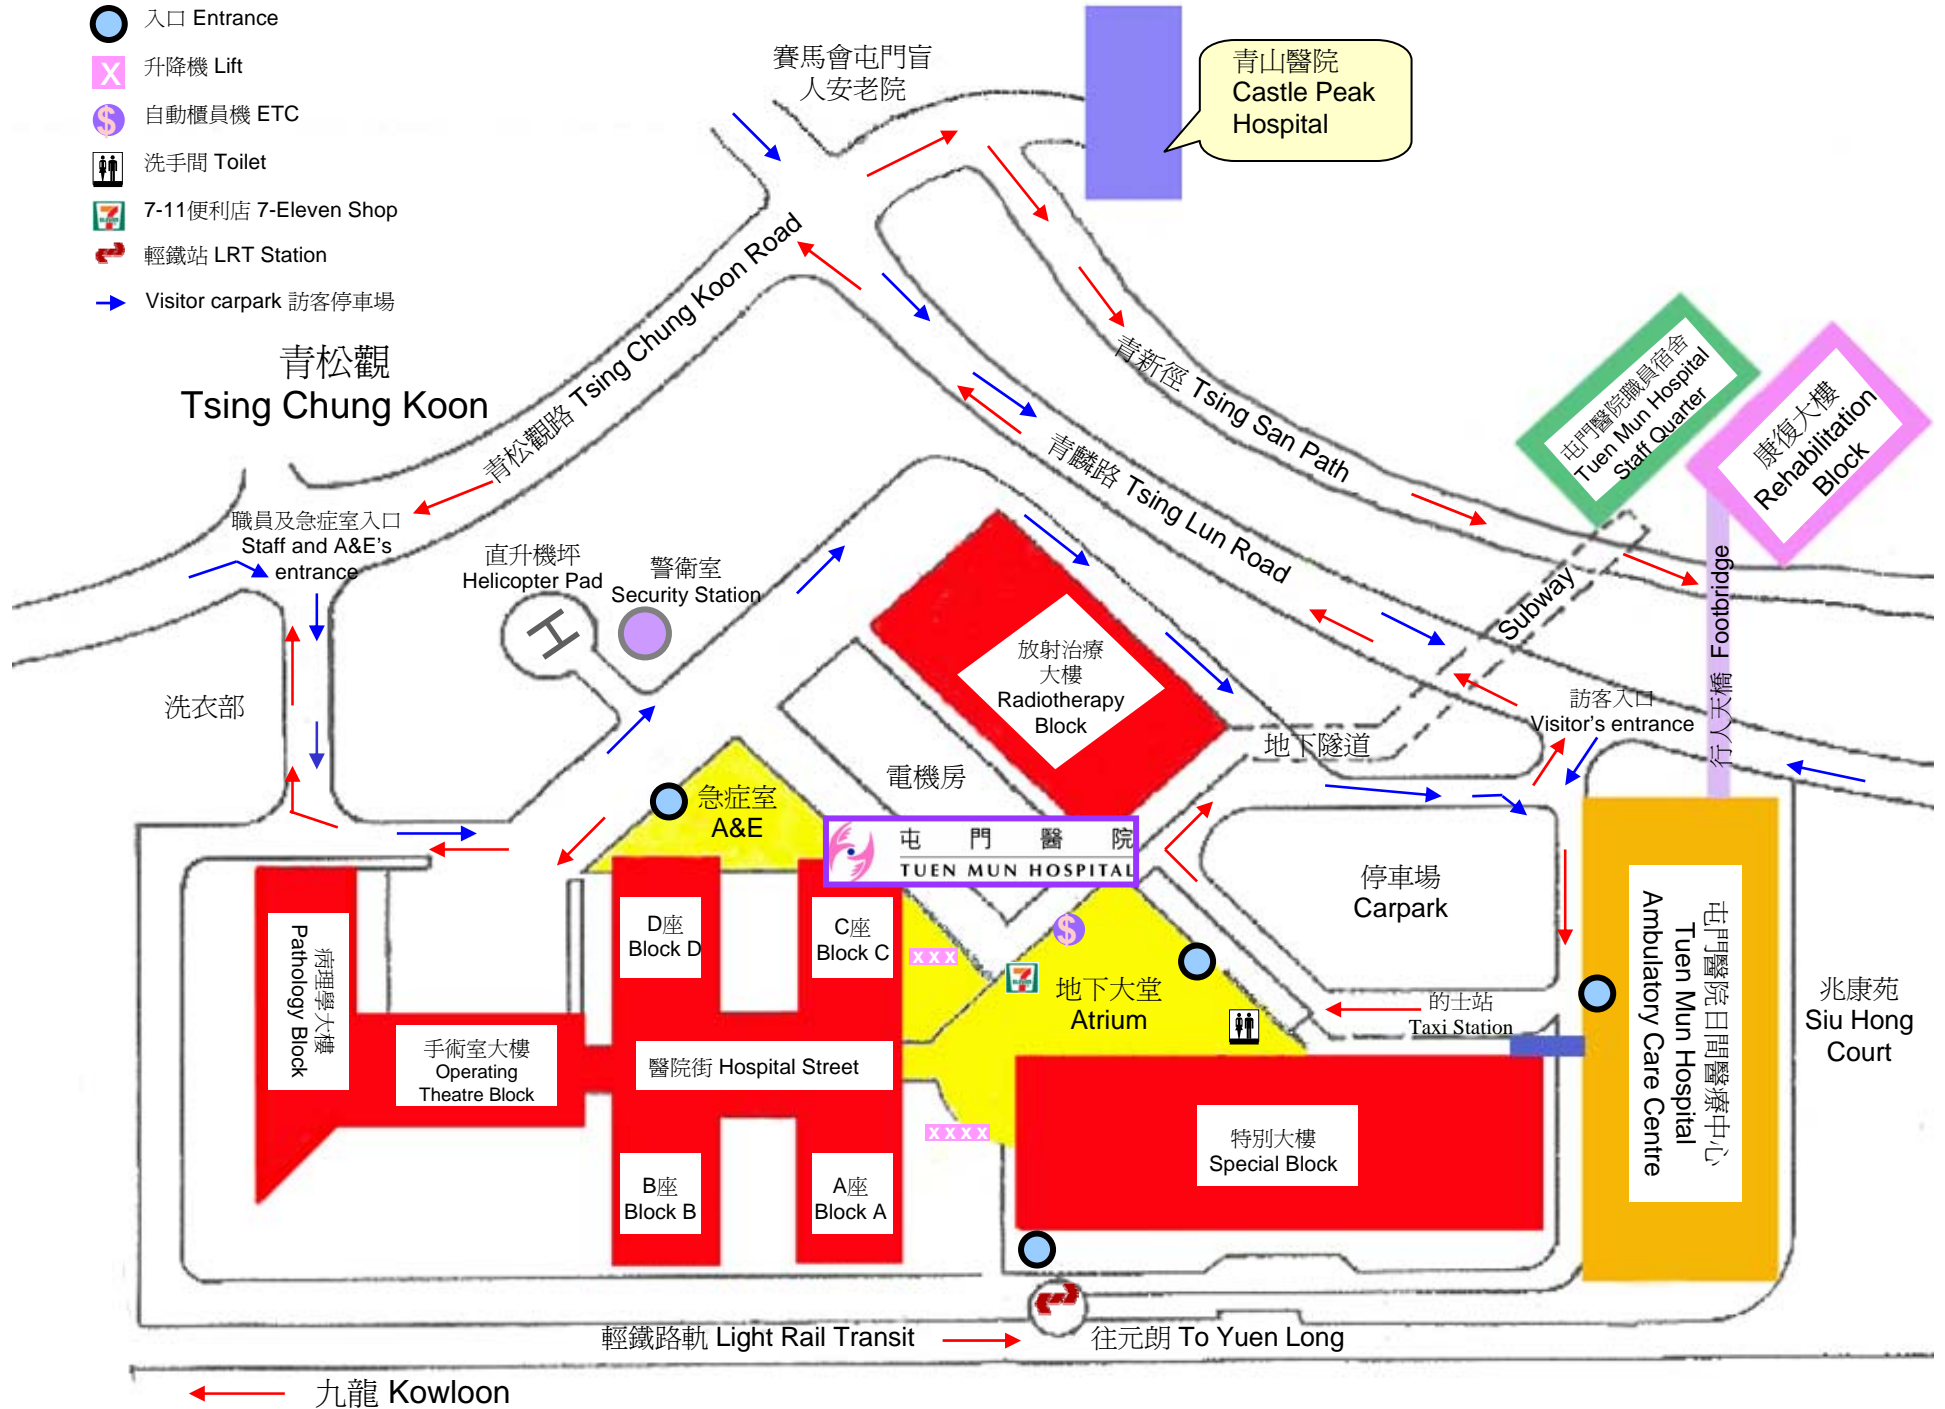 入口 Entrance
X
升降機 Lift
$
自動櫃員機 ETC
洗手間 Toilet
7
ELEVEN
7-11便利店 7-Eleven Shop
輕鐵站 LRT Station
Visitor carpark 訪客停車場
賽馬會屯門盲
人安老院
青山醫院
Castle Peak
Hospital
青松觀
Tsing Chung Koon
青松觀路 Tsing Chung Koon Road
青新徑 Tsing San Path
青麟路 Tsing Lun Road
屯門醫院職員宿舍
Tuen Mun Hospital
Staff Quarter
康復大樓
Rehabilitation
Block
職員及急症室入口
Staff and A&E’s
entrance
直升機坪
Helicopter Pad
H
警衛室
Security Station
放射治療
大樓
Radiotherapy
Block
Subway
地下隧道
行人天橋 Footbridge
訪客入口
Visitor’s entrance
洗衣部
電機房
急症室
A&E
屯門醫院
TUEN MUN HOSPITAL
停車場
Carpark
D座
Block D
C座
Block C
X X X
$
7
ELEVEN
地下大堂
Atrium
的士站
Taxi Station
屯門醫院日間醫療中心
Tuen Mun Hospital
Ambulatory Care Centre
兆康苑
Siu Hong
Court
病理學大樓
Pathology Block
手術室大樓
Operating
Theatre Block
醫院街 Hospital Street
X X X X
特別大樓
Special Block
B座
Block B
A座
Block A
輕鐵路軌 Light Rail Transit
往元朗 To Yuen Long
九龍 Kowloon